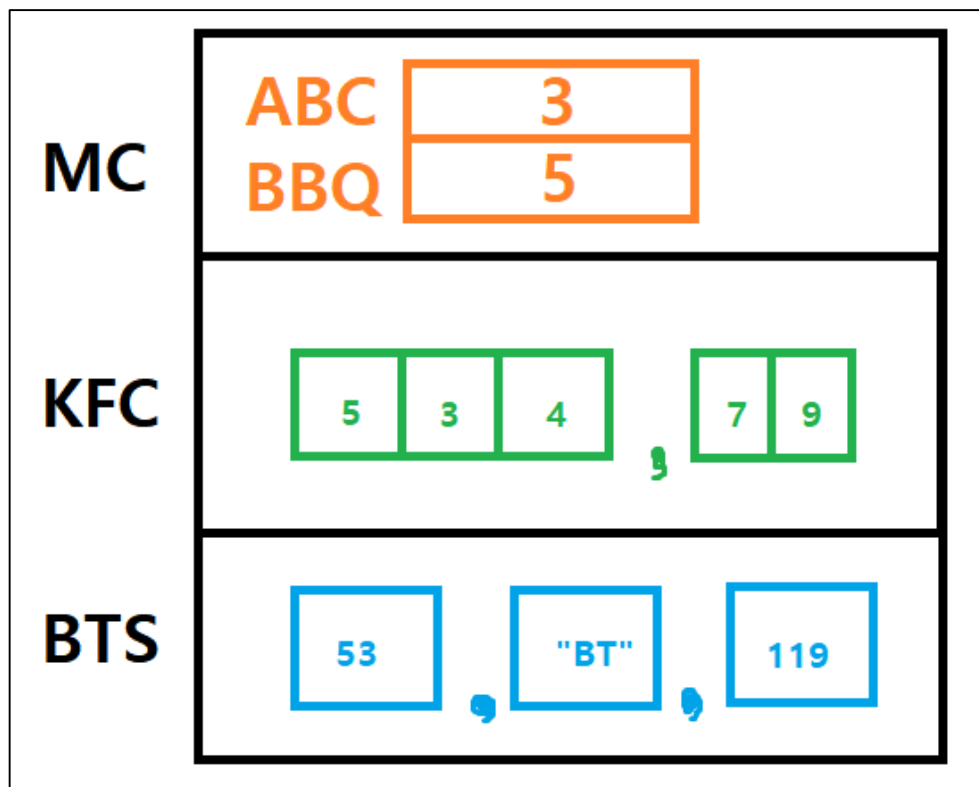 ABC 3
MC
BBQ 5
KFC 5 3 4 , 7 9
BTS 53 , "BT" , 119